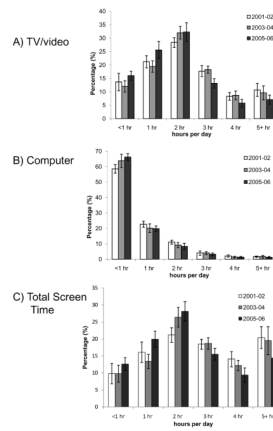 A) TV/video
Percentage (%)
40
35
30
25
20
15
10
5
0
<1 hr 1 hr 2 hr 3 hr 4 hr 5+ hr
hours per day
2001-02
2003-04
2005-06
B) Computer
Percentage (%)
70
60
50
40
30
20
10
0
<1 hr 1 hr 2 hr 3 hr 4 hr 5+ hr
hours per day
2001-02
2003-04
2005-06
C) Total Screen
Time
Percentage (%)
35
30
25
20
15
10
5
0
<1 hr 1 hr 2 hr 3 hr 4 hr 5+ hr
hours per day
2001-02
2003-04
2005-06